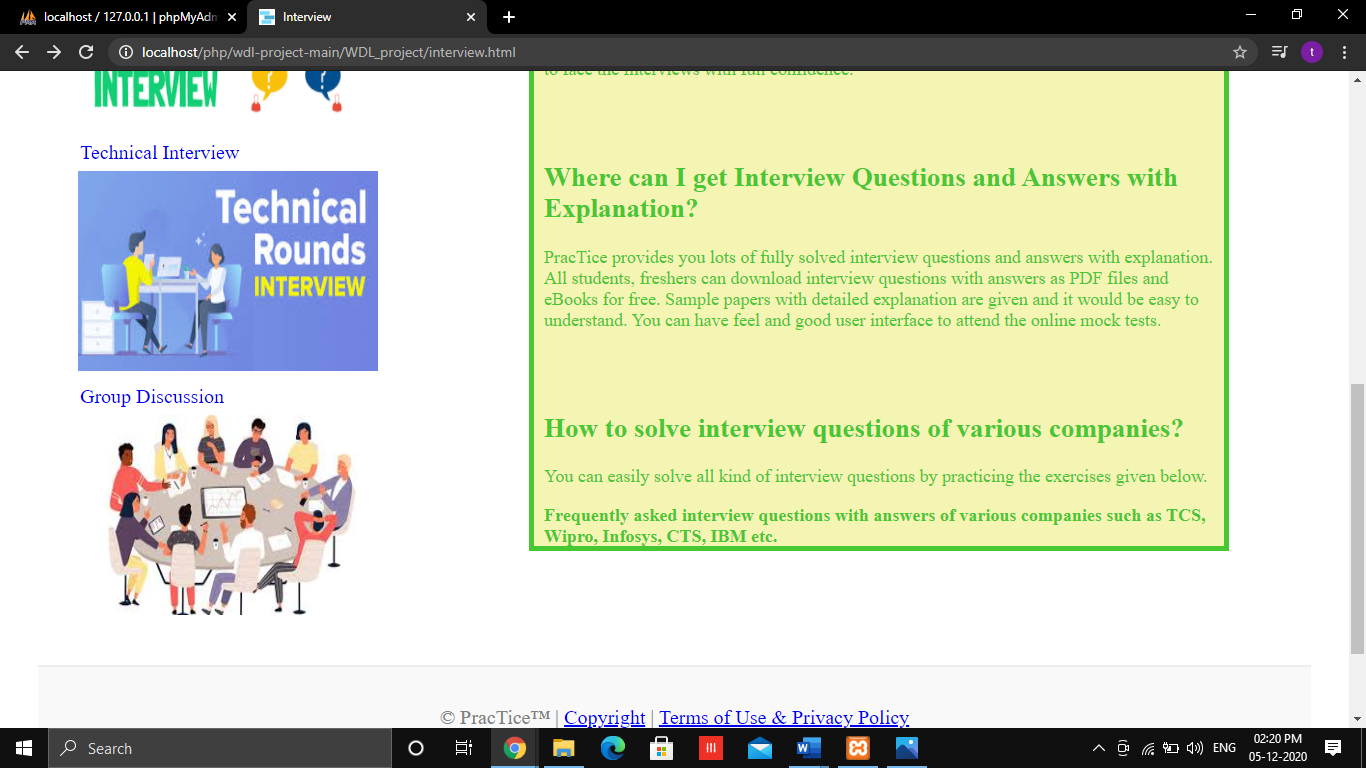 localhost / 127.0.0.1 | phpMyAdm
Interview
localhost/php/wdl-project-main/WDL_project/interview.html
t
INTERVIEW
? ?
Technical Interview
Technical
Rounds
INTERVIEW
Group Discussion
to face the interviews with full confidence.
Where can I get Interview Questions and Answers with
Explanation?
PracTice provides you lots of fully solved interview questions and answers with explanation.
All students, freshers can download interview questions with answers as PDF files and
eBooks for free. Sample papers with detailed explanation are given and it would be easy to
understand. You can have feel and good user interface to attend the online mock tests.
How to solve interview questions of various companies?
You can easily solve all kind of interview questions by practicing the exercises given below.
Frequently asked interview questions with answers of various companies such as TCS,
Wipro, Infosys, CTS, IBM etc.
© PracTice™ | Copyright | Terms of Use & Privacy Policy
Search
ENG
02:20 PM
05-12-2020